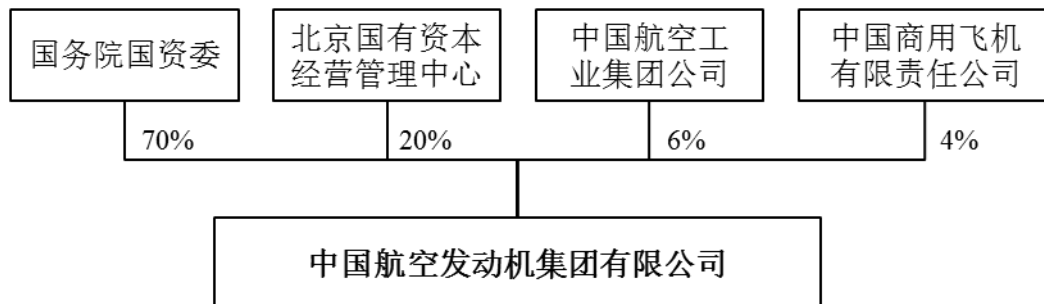 国务院国资委
北京国有资本
经营管理中心
中国航空工
业集团公司
中国商用飞机
有限责任公司
70%
20%
6%
4%
中国航空发动机集团有限公司